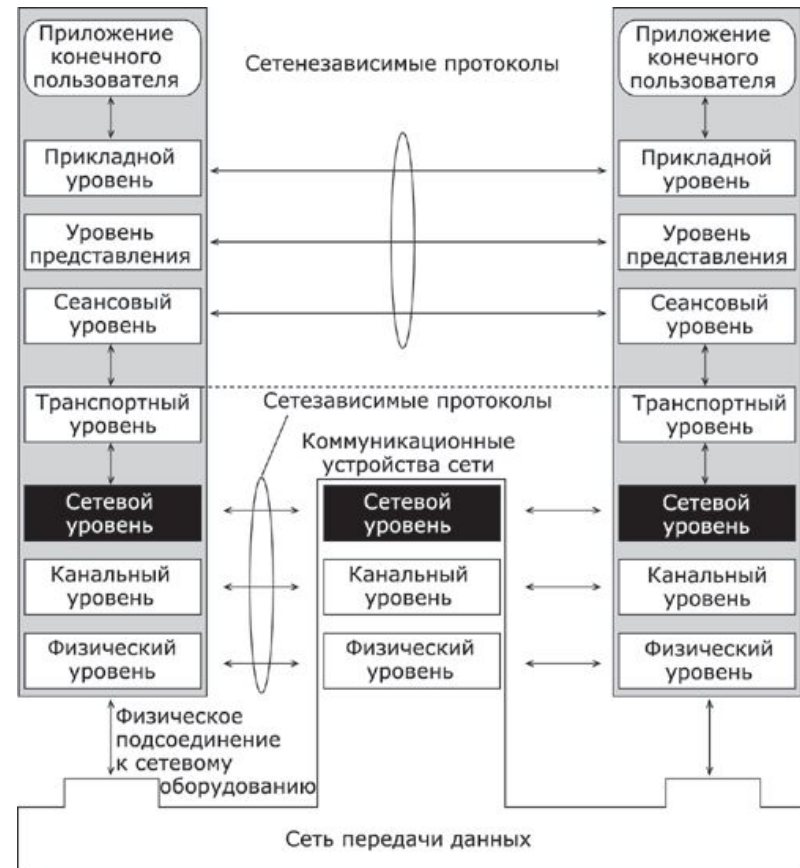 Приложение
конечного
пользователя
Сетенезависимые протоколы
Приложение
конечного
пользователя
Прикладной
уровень
Прикладной
уровень
Уровень
представления
Уровень
представления
Сеансовый
уровень
Сеансовый
уровень
Транспортный
уровень
Сетезависимые протоколы
Транспортный
уровень
Коммуникационные
устройства сети
Сетевой
уровень
Сетевой
уровень
Сетевой
уровень
Канальный
уровень
Канальный
уровень
Канальный
уровень
Физический
уровень
Физический
уровень
Физический
уровень
Физическое
подсоединение
к сетевому
оборудованию
Сеть передачи данных